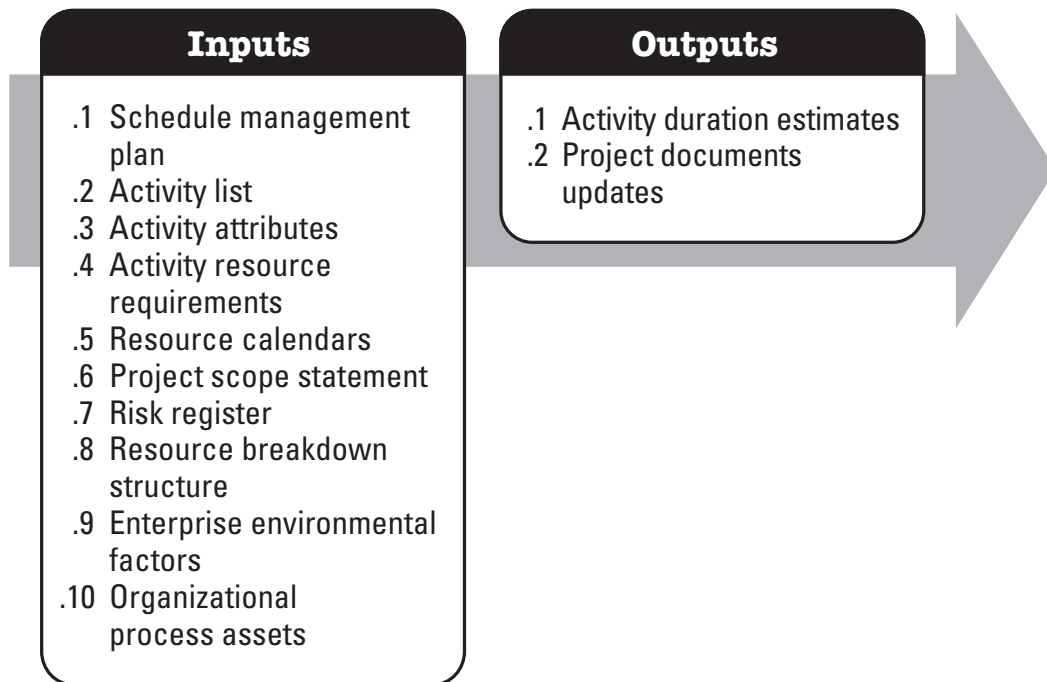 Inputs
.1 Schedule management
plan
.2 Activity list
.3 Activity attributes
.4 Activity resource
requirements
.5 Resource calendars
.6 Project scope statement
.7 Risk register
.8 Resource breakdown
structure
.9 Enterprise environmental
factors
.10 Organizational
process assets
Outputs
.1 Activity duration estimates
.2 Project documents
updates